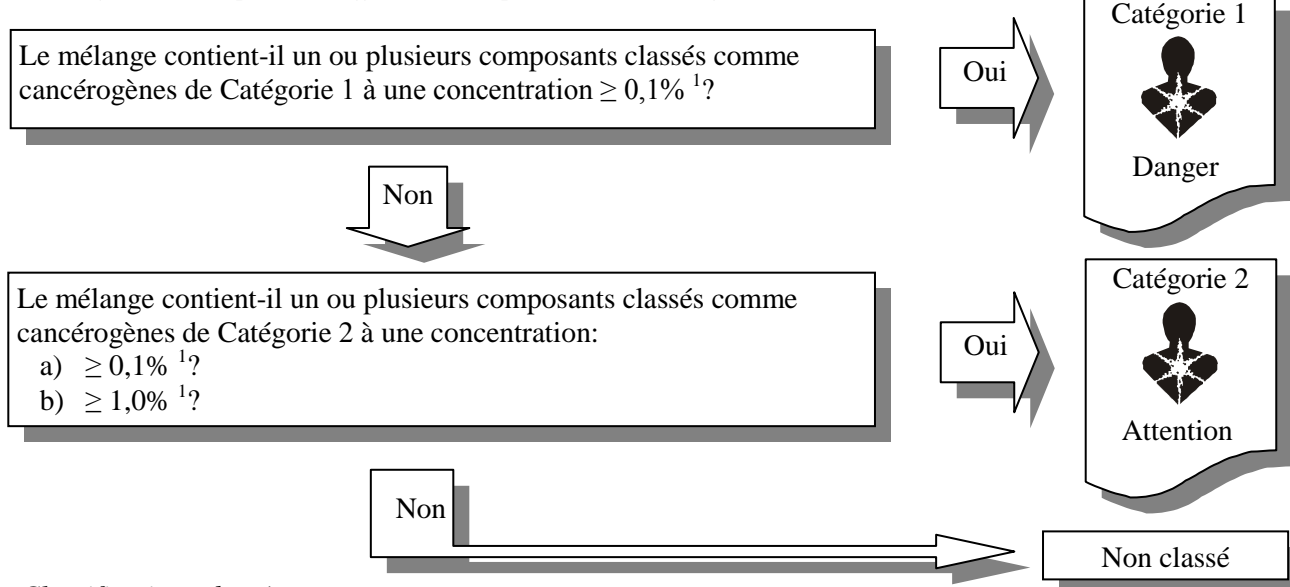 Catégorie 1
Le mélange contient-il un ou plusieurs composants classés comme
cancérogènes de Catégorie 1 à une concentration ≥ 0,1% ¹?
Oui
Danger
Non
Catégorie 2
Le mélange contient-il un ou plusieurs composants classés comme
cancérogènes de Catégorie 2 à une concentration:
a) ≥ 0,1% ¹?
b) ≥ 1,0% ¹?
Oui
Attention
Non
Non classé